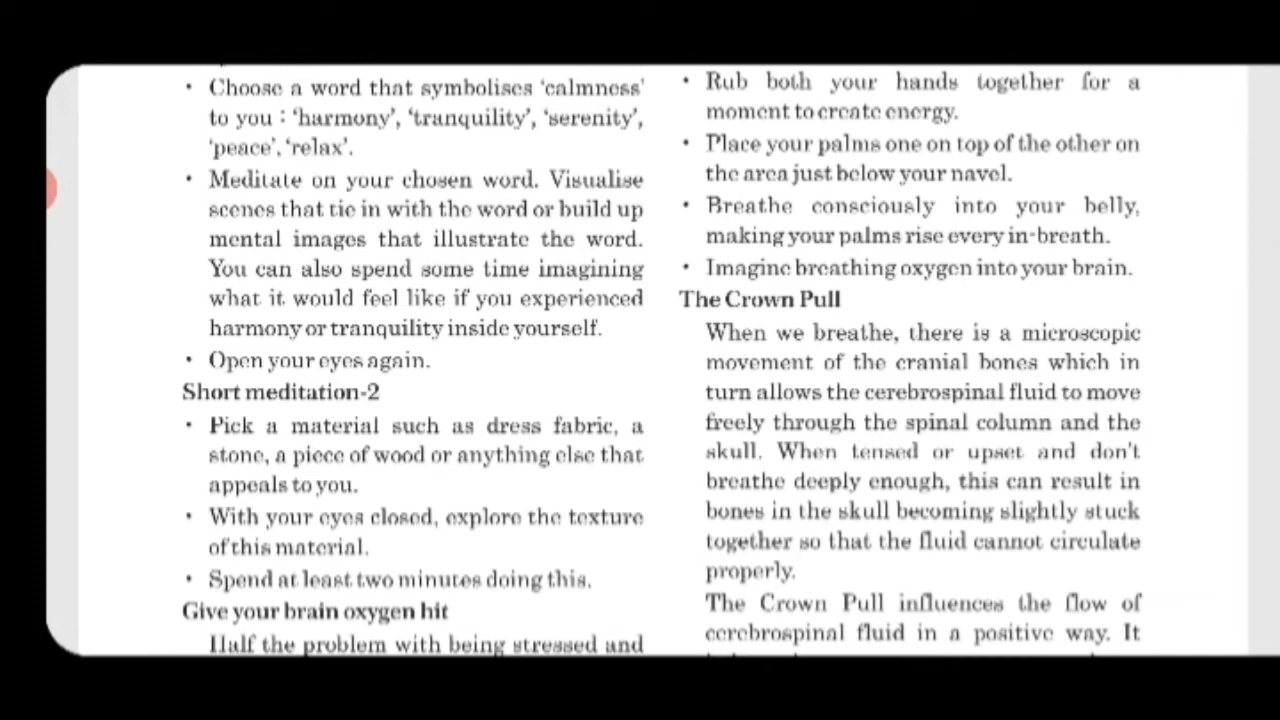 • Choose a word that symbolises 'calmness'
to you : 'harmony', 'tranquility', 'serenity',
'peace', 'relax'.
• Meditate on your chosen word. Visualise
scenes that tie in with the word or build up
mental images that illustrate the word.
You can also spend some time imagining
what it would feel like if you experienced
harmony or tranquility inside yourself.
• Open your eyes again.
Short meditation-2
• Pick a material such as dress fabric, a
stone, a piece of wood or anything else that
appeals to you.
• With your eyes closed, explore the texture
of this material.
• Spend at least two minutes doing this.
Give your brain oxygen hit
Half the problem with being stressed and
• Rub both your hands together for a
moment to create energy.
• Place your palms one on top of the other on
the area just below your navel.
• Breathe consciously into your belly,
making your palms rise every in-breath.
• Imagine breathing oxygen into your brain.
The Crown Pull
When we breathe, there is a microscopic
movement of the cranial bones which in
turn allows the cerebrospinal fluid to move
freely through the spinal column and the
skull. When tensed or upset and don't
breathe deeply enough, this can result in
bones in the skull becoming slightly stuck
together so that the fluid cannot circulate
properly.
The Crown Pull influences the flow of
cerebrospinal fluid in a positive way. It